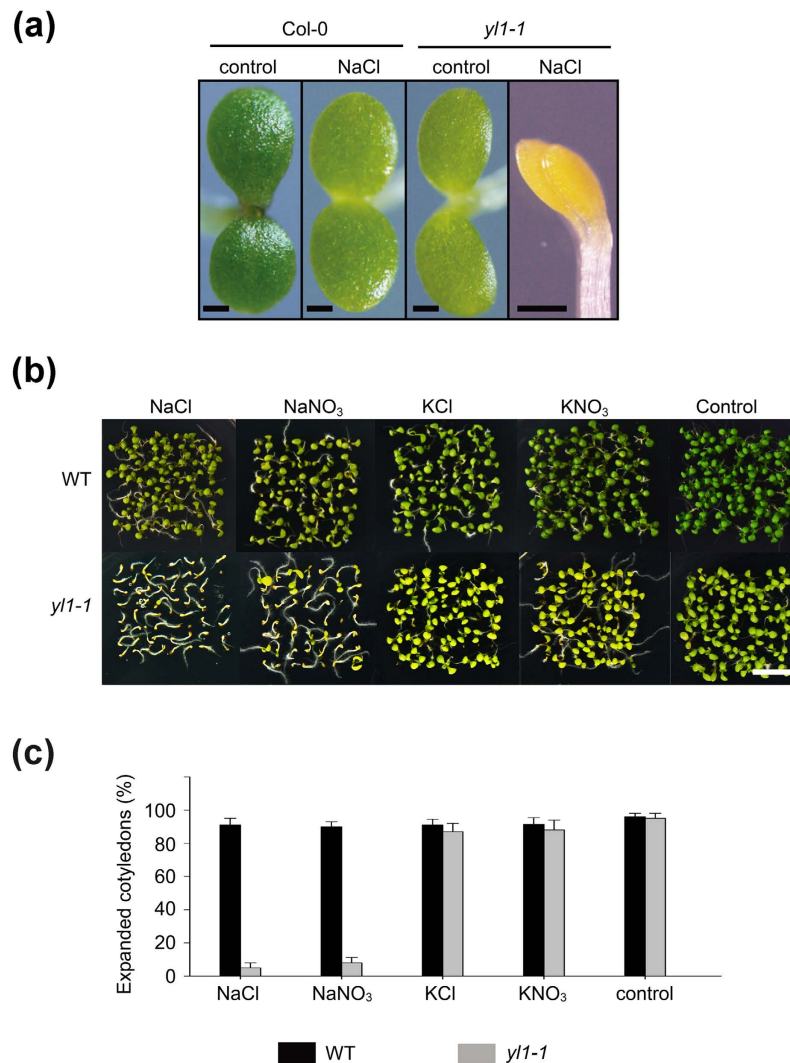 (a)
Col-0 yl1-1
control NaCl control NaCl
(b)
NaCl NaNO₃ KCl KNO₃ Control
WT
yl1-1
(c)
Expanded cotyledons (%)
100
80
60
40
20
0
NaCl NaNO₃ KCl KNO₃ control
WT yl1-1